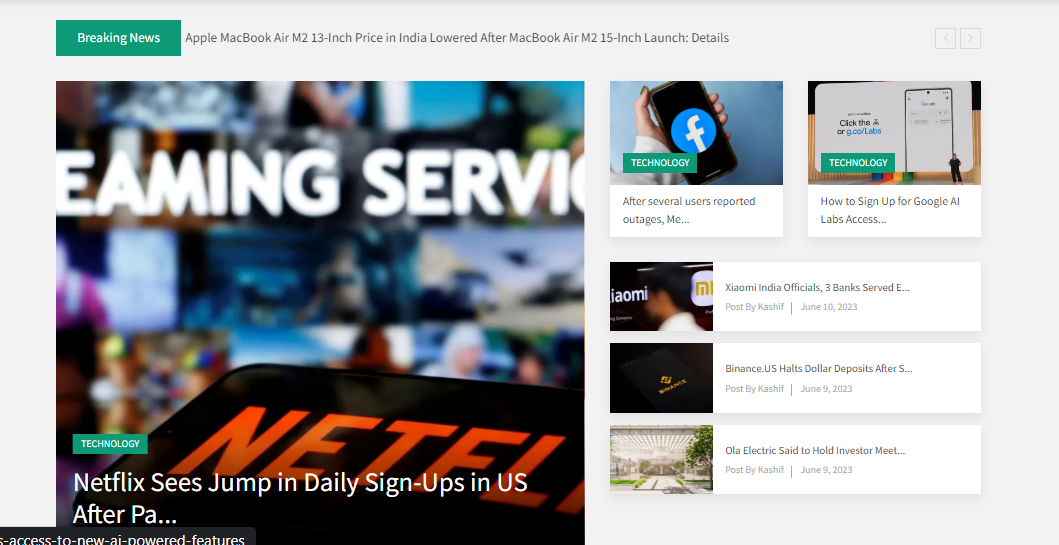 Breaking News Apple MacBook Air M2 13-Inch Price in India Lowered After MacBook Air M2 15-Inch Launch: Details
EAMING SERVIC
NETFLI
TECHNOLOGY
Netflix Sees Jump in Daily Sign-Ups in US
After Pa...
TECHNOLOGY
After several users reported
outages, Me...
Google
Click the
or g.co/Labs
TECHNOLOGY
How to Sign Up for Google AI
Labs Access...
iaomi
Xiaomi India Officials, 3 Banks Served E...
Post By Kashif | June 10, 2023
BINANCE
Binance.US Halts Dollar Deposits After S...
Post By Kashif | June 9, 2023
Ola Electric Said to Hold Investor Meet...
Post By Kashif | June 9, 2023
s-access-to-new-ai-powered-features